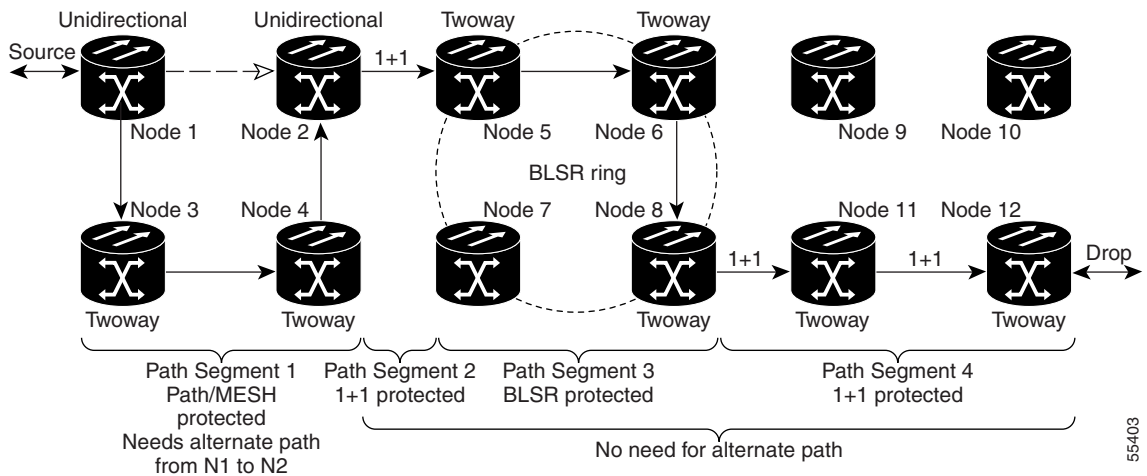 Unidirectional
Unidirectional
Twoway
Twoway
Source
1+1
Node 1
Node 2
Node 5
Node 6
Node 9
Node 10
BLSR ring
Node 3
Node 4
Node 7
Node 8
Node 11
Node 12
1+1
1+1
Drop
Twoway
Twoway
Twoway
Twoway
Twoway
Path Segment 1
Path/MESH
protected
Needs alternate path
from N1 to N2
Path Segment 2
1+1 protected
Path Segment 3
BLSR protected
Path Segment 4
1+1 protected
No need for alternate path
55403